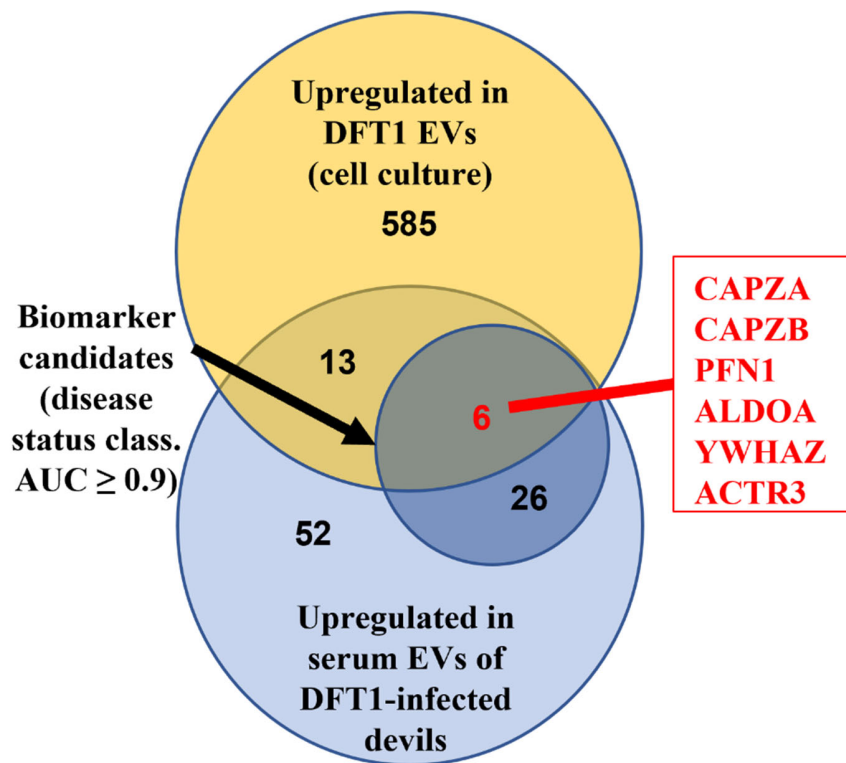 Upregulated in
DFT1 EVs
(cell culture)
585
Biomarker
candidates
(disease
status class.
AUC ≥ 0.9)
13
6
26
52
CAPZA
CAPZB
PFN1
ALDOA
YWHAZ
ACTR3
Upregulated in
serum EVs of
DFT1-infected
devils